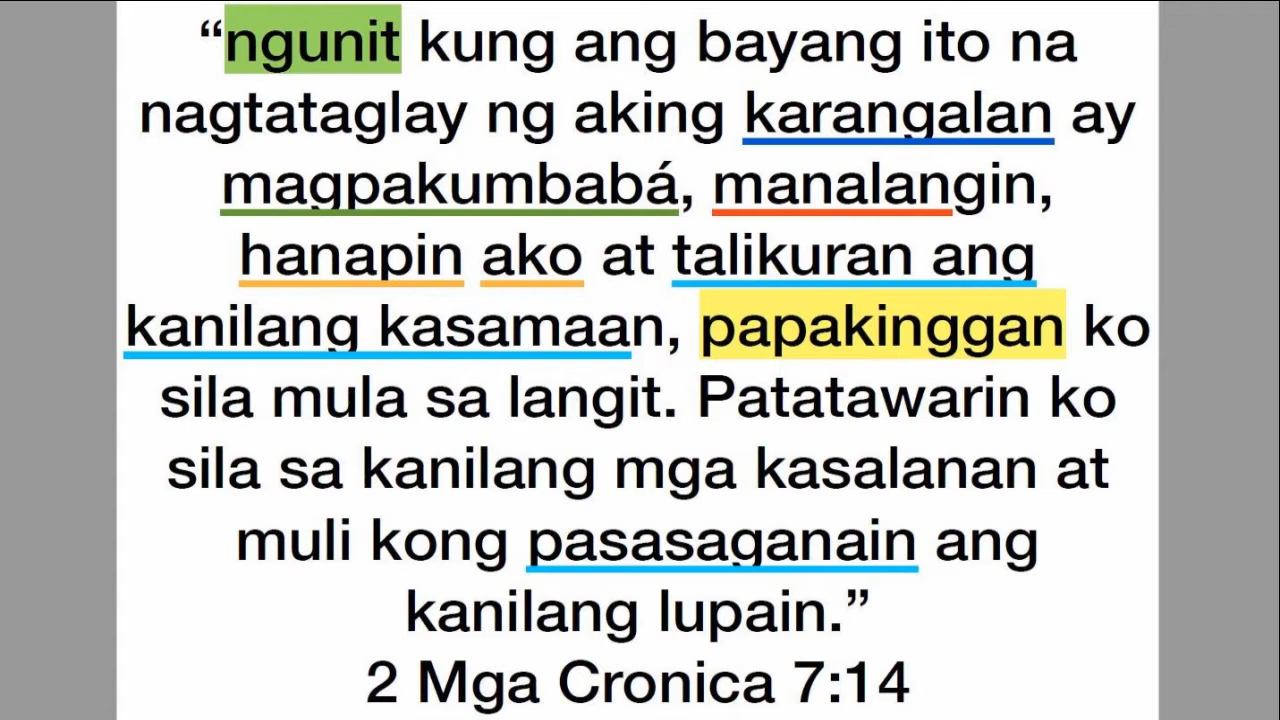 “ngunit kung ang bayang ito na
nagtataglay ng aking karangalan ay
magpakumbabá, manalangin,
hanapin ako at talikuran ang
kanilang kasamaan, papakinggan ko
sila mula sa langit. Patatawarin ko
sila sa kanilang mga kasalanan at
muli kong pasasaganain ang
kanilang lupain.”
2 Mga Cronica 7:14